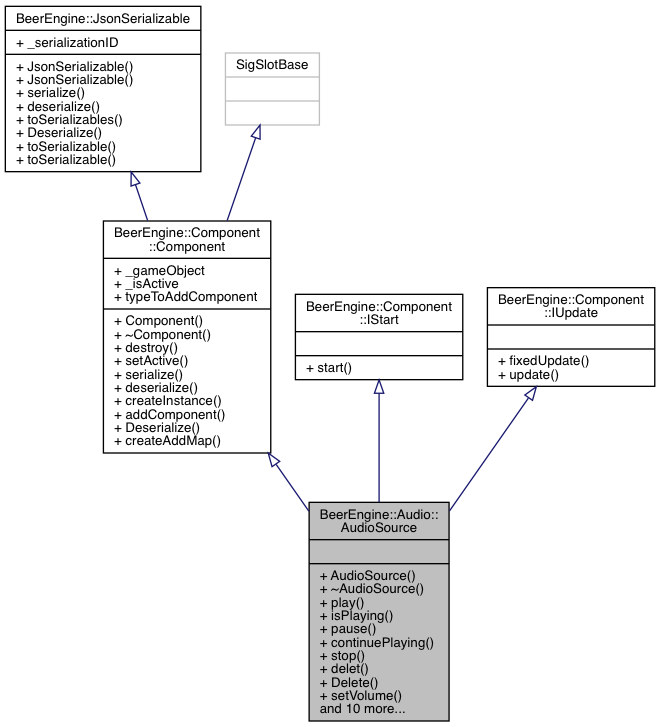 BeerEngine::JsonSerializable
+ _serializationID
+ JsonSerializable()
+ JsonSerializable()
+ serialize()
+ deserialize()
+ toSerializables()
+ Deserialize()
+ toSerializable()
+ toSerializable()
SigSlotBase
BeerEngine::Component
::Component
+ _gameObject
+ _isActive
+ typeToAddComponent
+ Component()
+ ~Component()
+ destroy()
+ setActive()
+ serialize()
+ deserialize()
+ createInstance()
+ addComponent()
+ Deserialize()
+ createAddMap()
BeerEngine::Component
::IStart
+ start()
BeerEngine::Component
::IUpdate
+ fixedUpdate()
+ update()
BeerEngine::Audio::
AudioSource
+ AudioSource()
+ ~AudioSource()
+ play()
+ isPlaying()
+ pause()
+ continuePlaying()
+ stop()
+ delet()
+ Delete()
+ setVolume()
and 10 more...